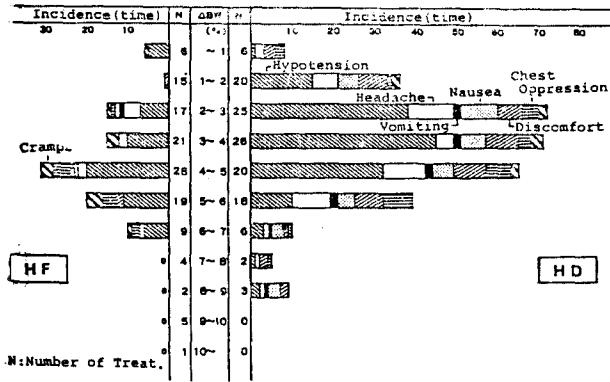 Incidence(time) N ΔBW N Incidence(time)
30 20 10 (%) 10 20 30 40 50 60 70 80
6 ~ 1 6
Hypotension
15 1~ 2 20
Chest Oppression
Headache Nausea
17 2~ 3 25
Vomiting Discomfort
21 3~ 4 26
Cramp
28 4~ 5 20
19 5~ 6 18
9 6~ 7 6
HF 4 7~ 8 2 HD
2 8~ 9 3
5 9~10 0
N:Number of Treat. 1 10~ 0